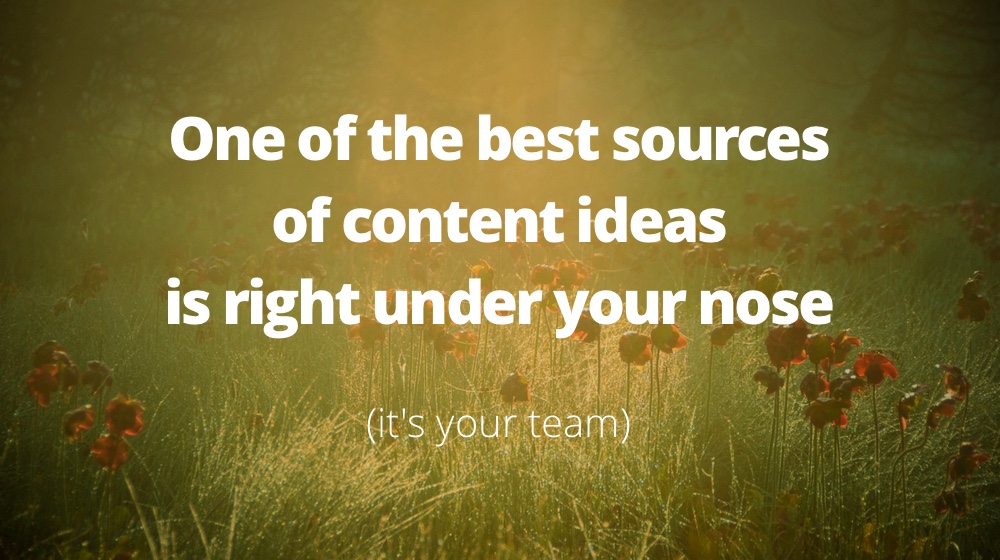 One of the best sources
of content ideas
is right under your nose
(it's your team)